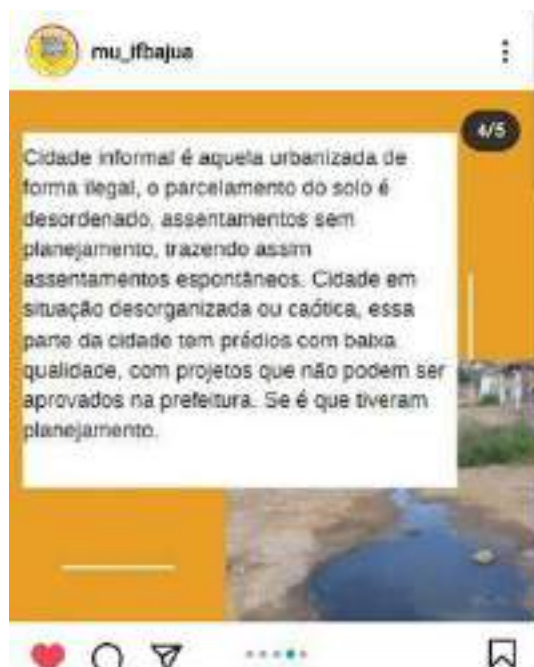 mu_ifbajua
4/5
Cidade informal é aquela urbanizada de
forma ilegal, o parcelamento do solo é
desordenado, assentamentos sem
planejamento, trazendo assim
assentamentos espontâneos. Cidade em
situação desorganizada ou caótica, essa
parte da cidade tem prédios com baixa
qualidade, com projetos que não podem ser
aprovados na prefeitura. Se é que tiveram
planejamento.